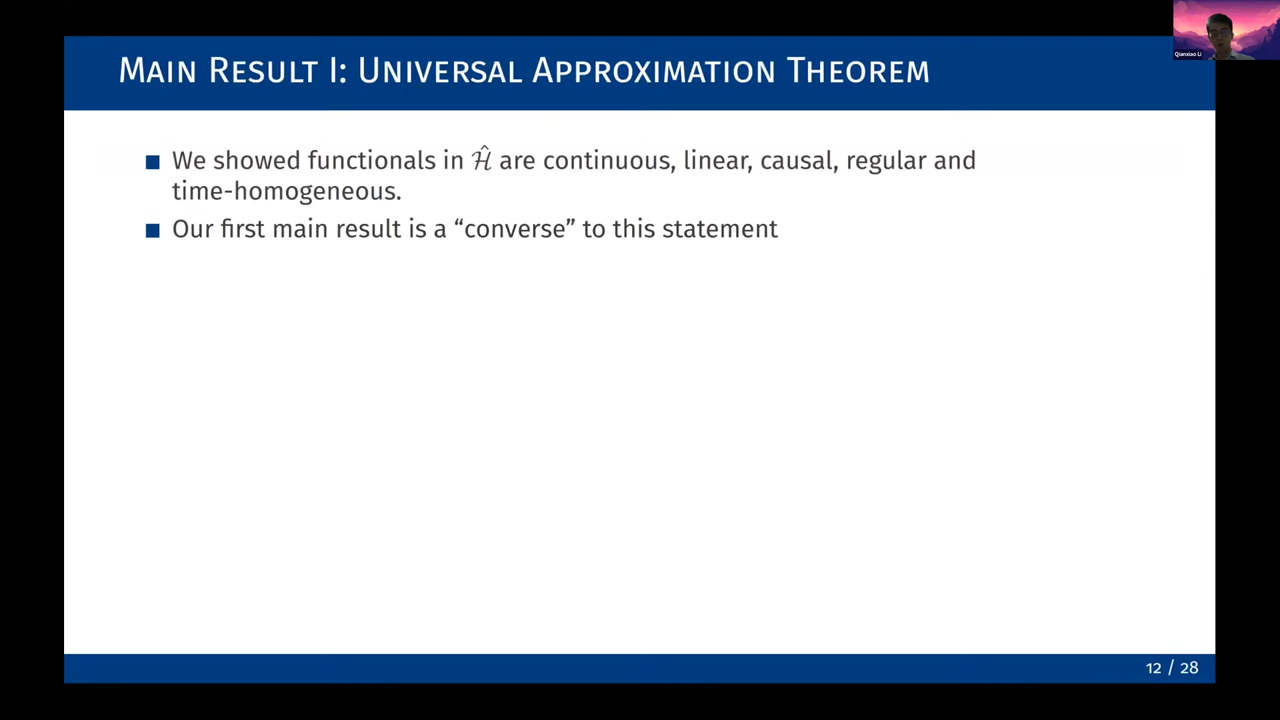 MAIN RESULT I: UNIVERSAL APPROXIMATION THEOREM
Qianxiao Li
We showed functionals in Ĥ are continuous, linear, causal, regular and
time-homogeneous.
Our first main result is a “converse” to this statement
12 / 28